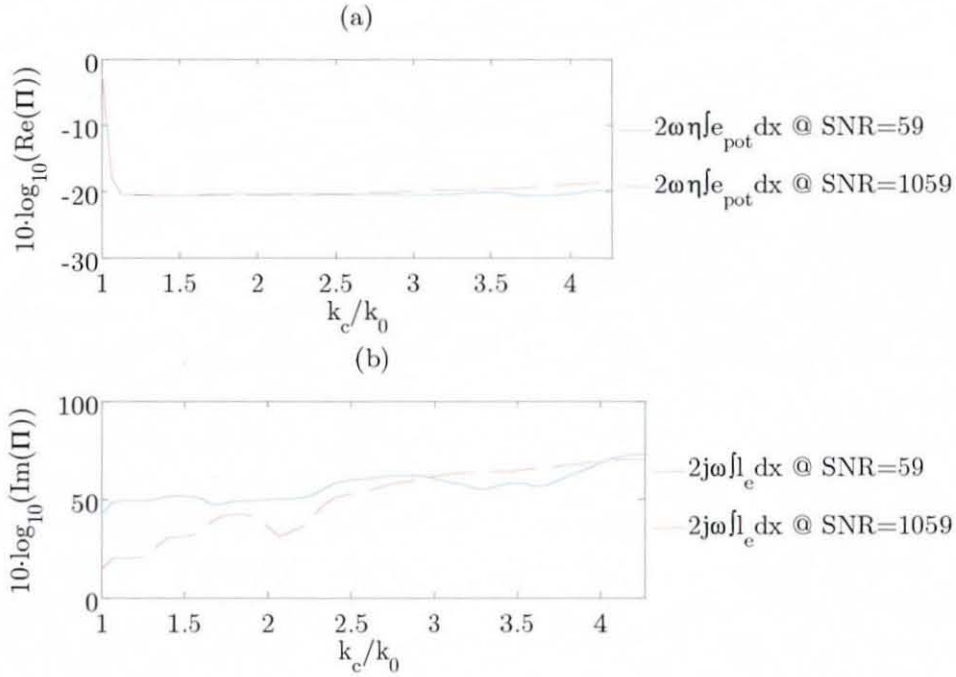 (a)
10·log10(Re(Π))
0
-10
-20
-30
1 1.5 2 2.5 3 3.5 4
kc/k0
2ωη∫epotdx @ SNR=59
2ωη∫epotdx @ SNR=1059
(b)
10·log10(Im(Π))
100
50
0
1 1.5 2 2.5 3 3.5 4
kc/k0
2jω∫ledx @ SNR=59
2jω∫ledx @ SNR=1059